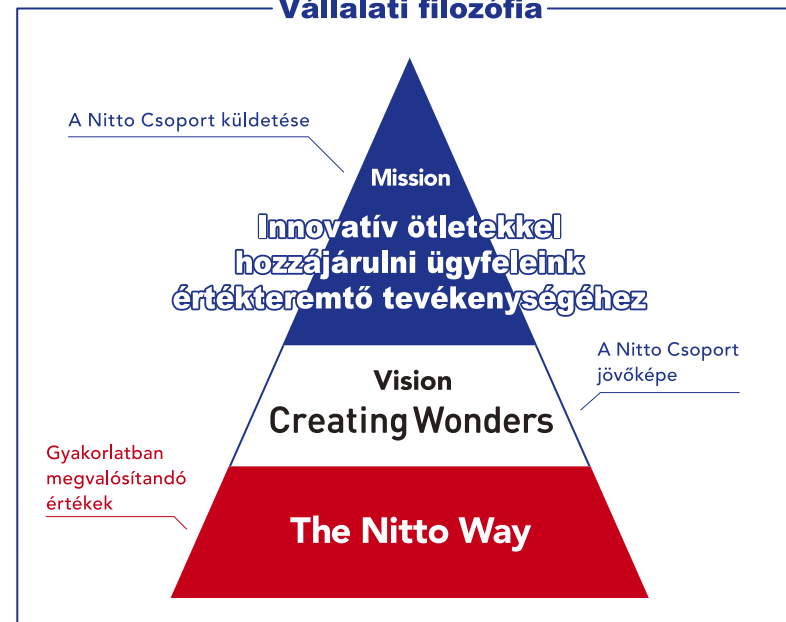 Vállalati filozófia
A Nitto Csoport küldetése
Mission
Innovatív ötletekkel
hozzájárulni ügyfeleink
értékteremtő tevékenységéhez
A Nitto Csoport
jövőképe
Vision
Creating Wonders
Gyakorlatban
megvalósítandó
értékek
The Nitto Way